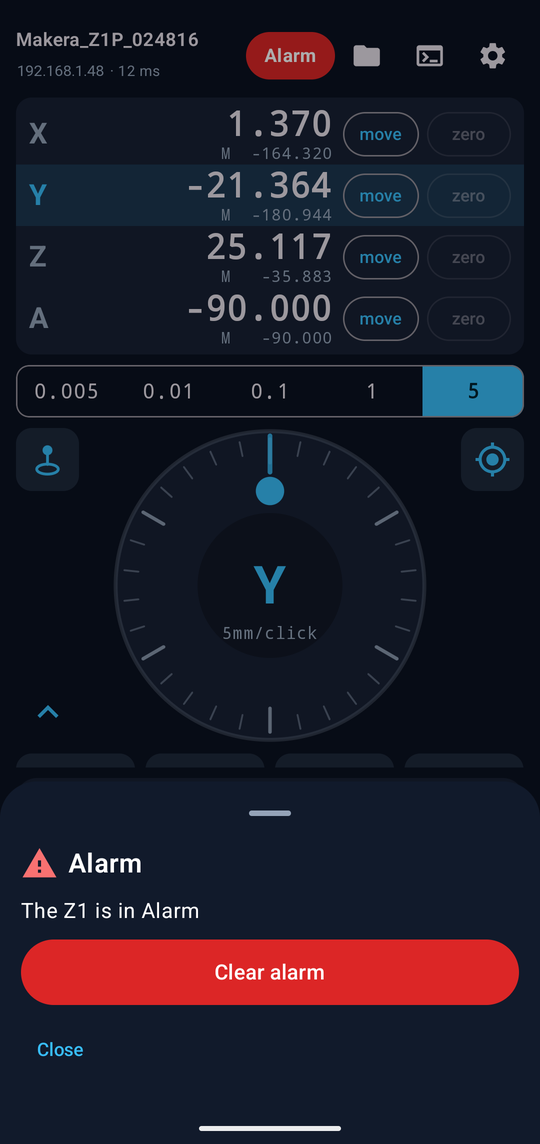 Makera_Z1P_024816
192.168.1.48 · 12 ms
Alarm
X 1.370 move zero
M -164.320
Y -21.364 move zero
M -180.944
Z 25.117 move zero
M -35.883
A -90.000 move zero
M -90.000
0.005 0.01 0.1 1 5
Y
5mm/click
Alarm
The Z1 is in Alarm
Clear alarm
Close